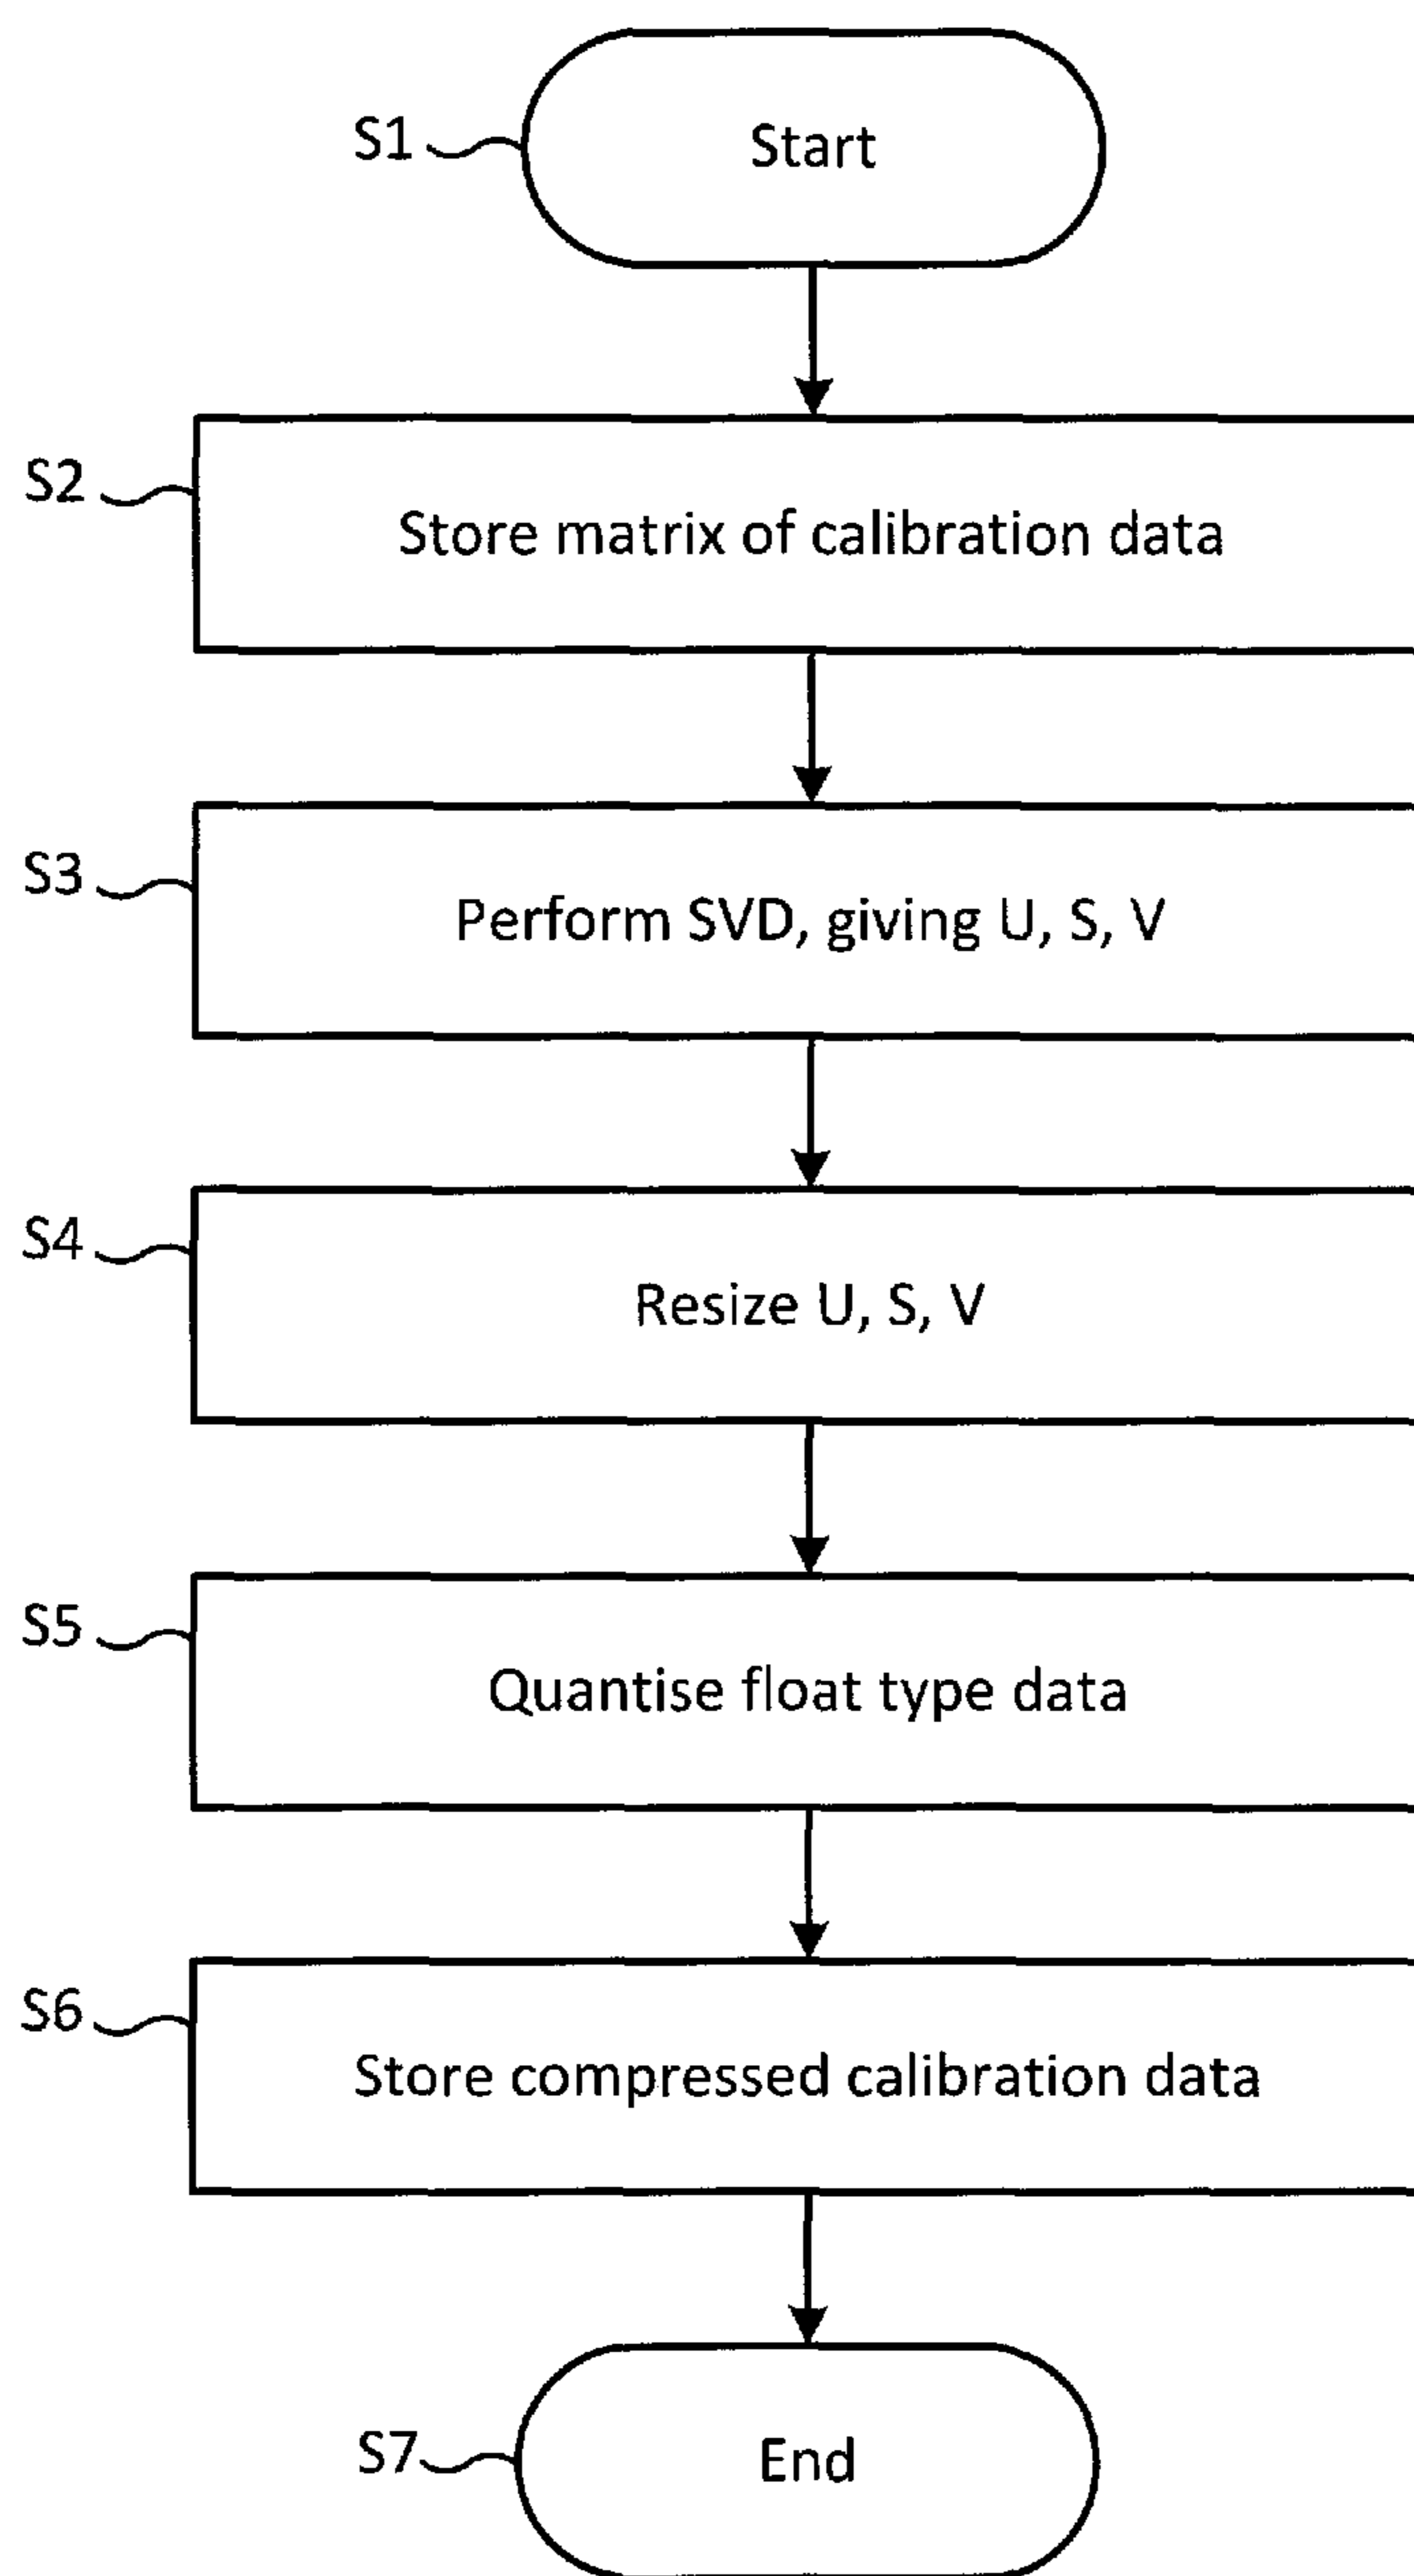 S1
Start
S2
Store matrix of calibration data
S3
Perform SVD, giving U, S, V
S4
Resize U, S, V
S5
Quantise float type data
S6
Store compressed calibration data
S7
End